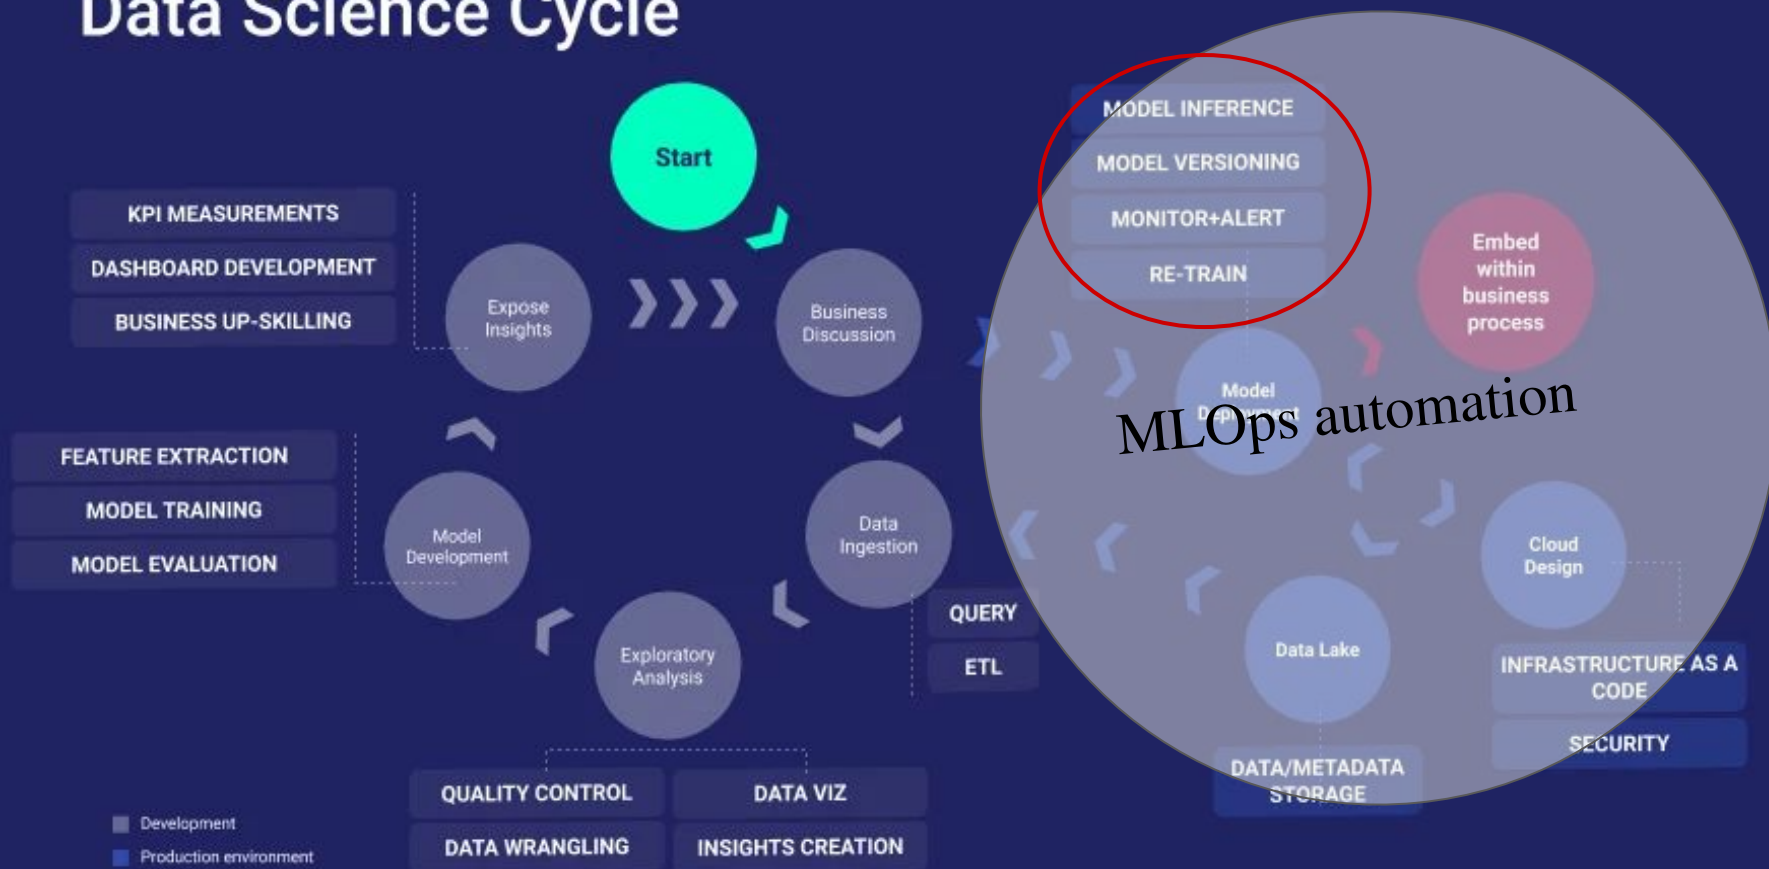 Data Science Cycle
Start
KPI MEASUREMENTS
DASHBOARD DEVELOPMENT
BUSINESS UP-SKILLING
Expose
Insights
Business
Discussion
MODEL INFERENCE
MODEL VERSIONING
MONITOR+ALERT
RE-TRAIN
Embed
within
business
process
Model
Deployment
MLOps automation
FEATURE EXTRACTION
MODEL TRAINING
MODEL EVALUATION
Model
Development
Data
Ingestion
QUERY
ETL
Cloud
Design
INFRASTRUCTURE AS A
CODE
SECURITY
Data Lake
DATA/METADATA
STORAGE
Exploratory
Analysis
QUALITY CONTROL
DATA VIZ
DATA WRANGLING
INSIGHTS CREATION
Development
Production environment